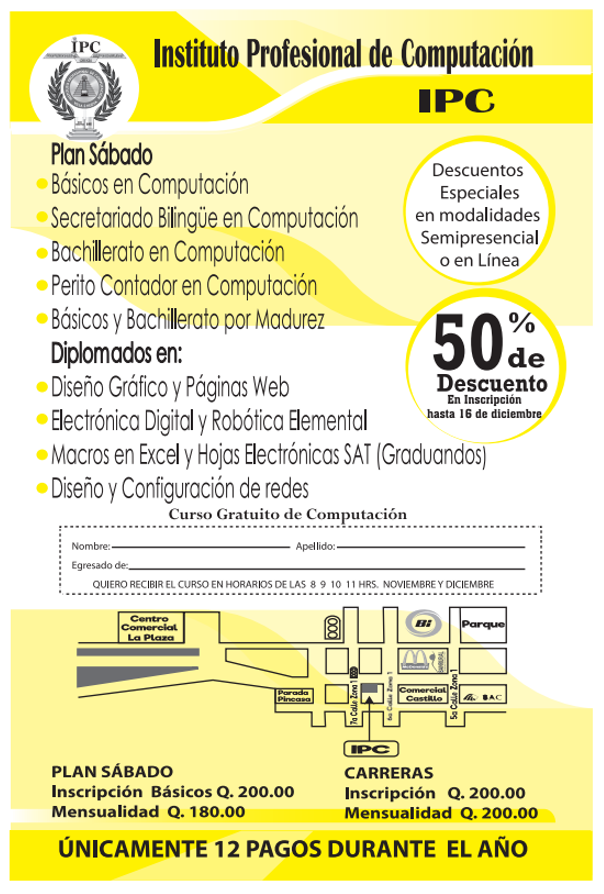 IPC
Instituto Profesional de Computación
IPC
Plan Sábado
Básicos en Computación
Secretariado Bilingüe en Computación
Bachillerato en Computación
Perito Contador en Computación
Básicos y Bachillerato por Madurez
Descuentos
Especiales
en modalidades
Semipresencial
o en Línea
50% de
Descuento
En Inscripción
hasta 16 de diciembre
Diplomados en:
Diseño Gráfico y Páginas Web
Electrónica Digital y Robótica Elemental
Macros en Excel y Hojas Electrónicas SAT (Graduandos)
Diseño y Configuración de redes
Curso Gratuito de Computación
Nombre: Apellido:
Egresado de:
QUIERO RECIBIR EL CURSO EN HORARIOS DE LAS 8 9 10 11 HRS. NOVIEMBRE Y DICIEMBRE
Centro
Comercial
La Plaza
Bi
Parque
McDonald's
Parada
Pincasa
7a Calle Zona 1
6a Calle Zona 1
Comercial
Castillo
5a Calle Zona 1
BAC
IPC
PLAN SÁBADO
Inscripción Básicos Q. 200.00
Mensualidad Q. 180.00
CARRERAS
Inscripción Q. 200.00
Mensualidad Q. 200.00
ÚNICAMENTE 12 PAGOS DURANTE EL AÑO